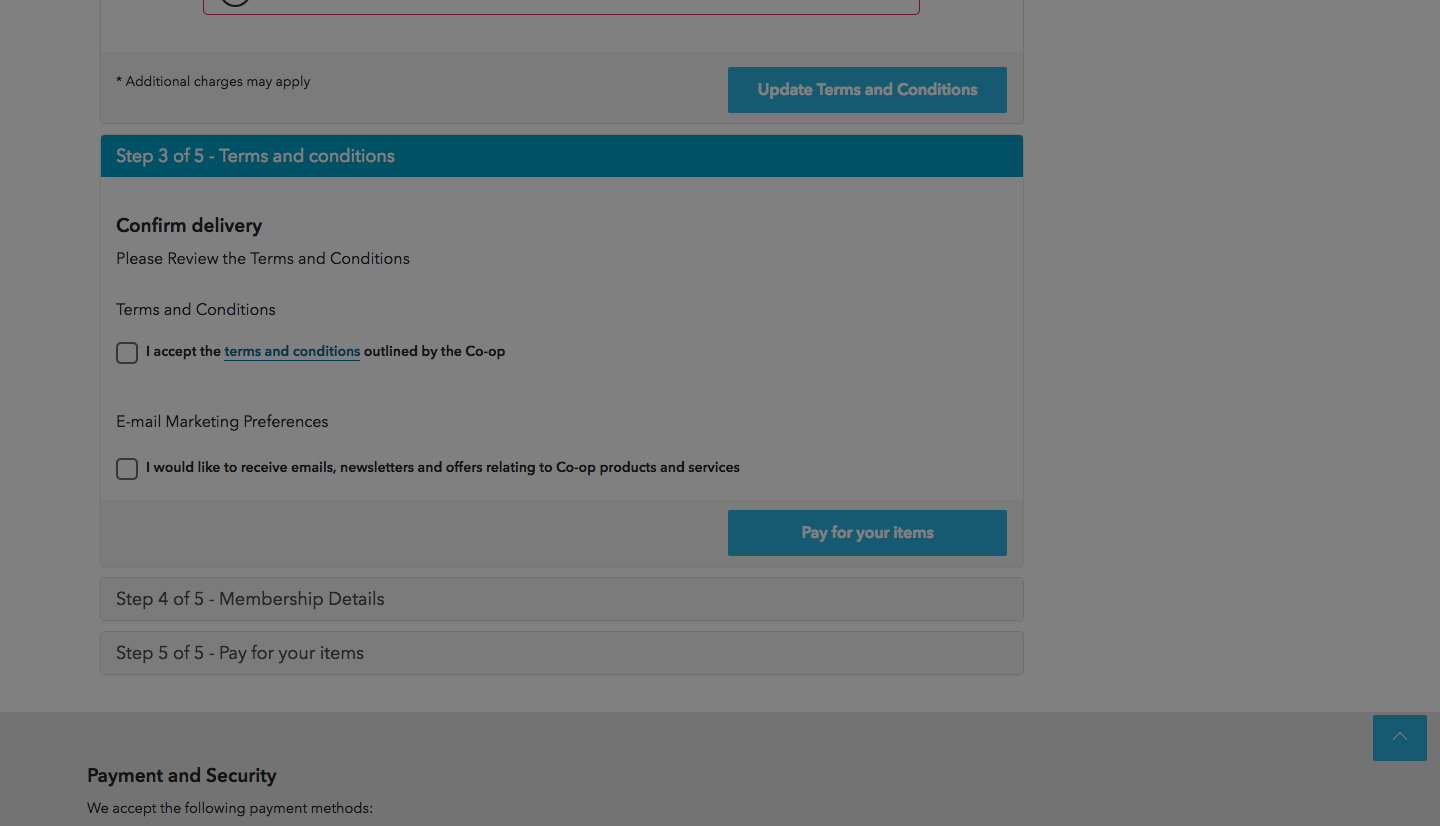 * Additional charges may apply
Update Terms and Conditions
Step 3 of 5 - Terms and conditions
Confirm delivery
Please Review the Terms and Conditions
Terms and Conditions
I accept the terms and conditions outlined by the Co-op
E-mail Marketing Preferences
I would like to receive emails, newsletters and offers relating to Co-op products and services
Pay for your items
Step 4 of 5 - Membership Details
Step 5 of 5 - Pay for your items
Payment and Security
We accept the following payment methods: